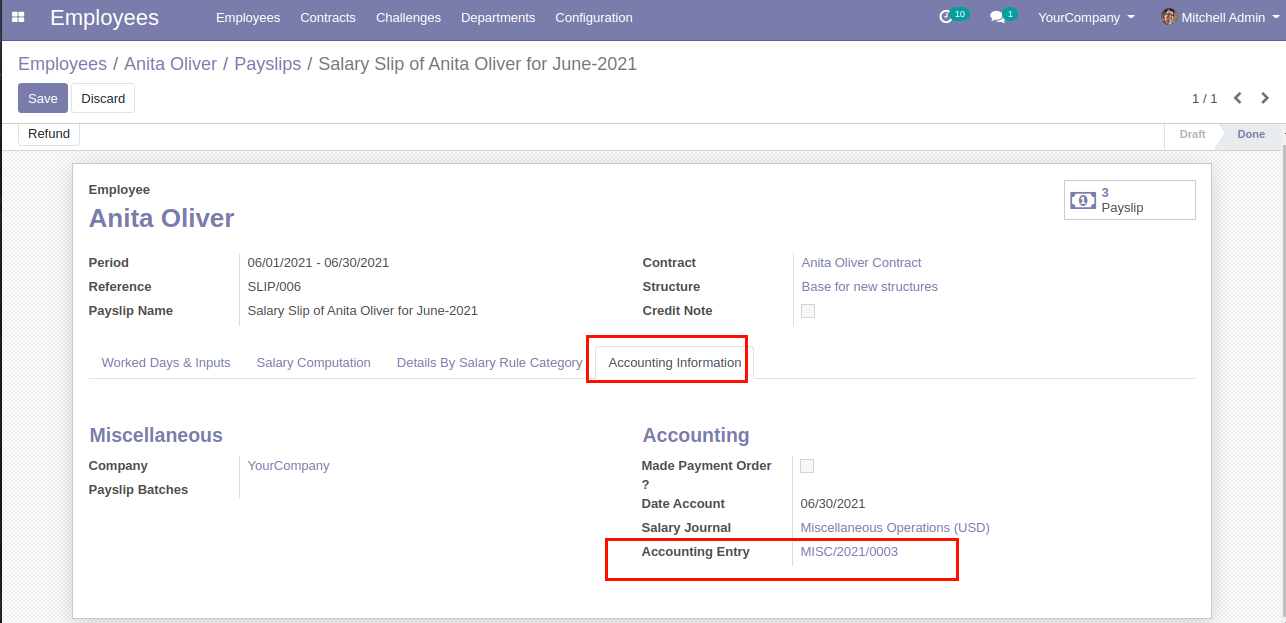 Employees Employees Contracts Challenges Departments Configuration 10 1 YourCompany Mitchell Admin
Employees / Anita Oliver / Payslips / Salary Slip of Anita Oliver for June-2021
Save Discard 1 / 1
Refund Draft Done
Employee
Anita Oliver
3
Payslip
Period 06/01/2021 - 06/30/2021 Contract Anita Oliver Contract
Reference SLIP/006 Structure Base for new structures
Payslip Name Salary Slip of Anita Oliver for June-2021 Credit Note
Worked Days & Inputs Salary Computation Details By Salary Rule Category Accounting Information
Miscellaneous Accounting
Company YourCompany Made Payment Order
?
Payslip Batches
Date Account 06/30/2021
Salary Journal Miscellaneous Operations (USD)
Accounting Entry MISC/2021/0003